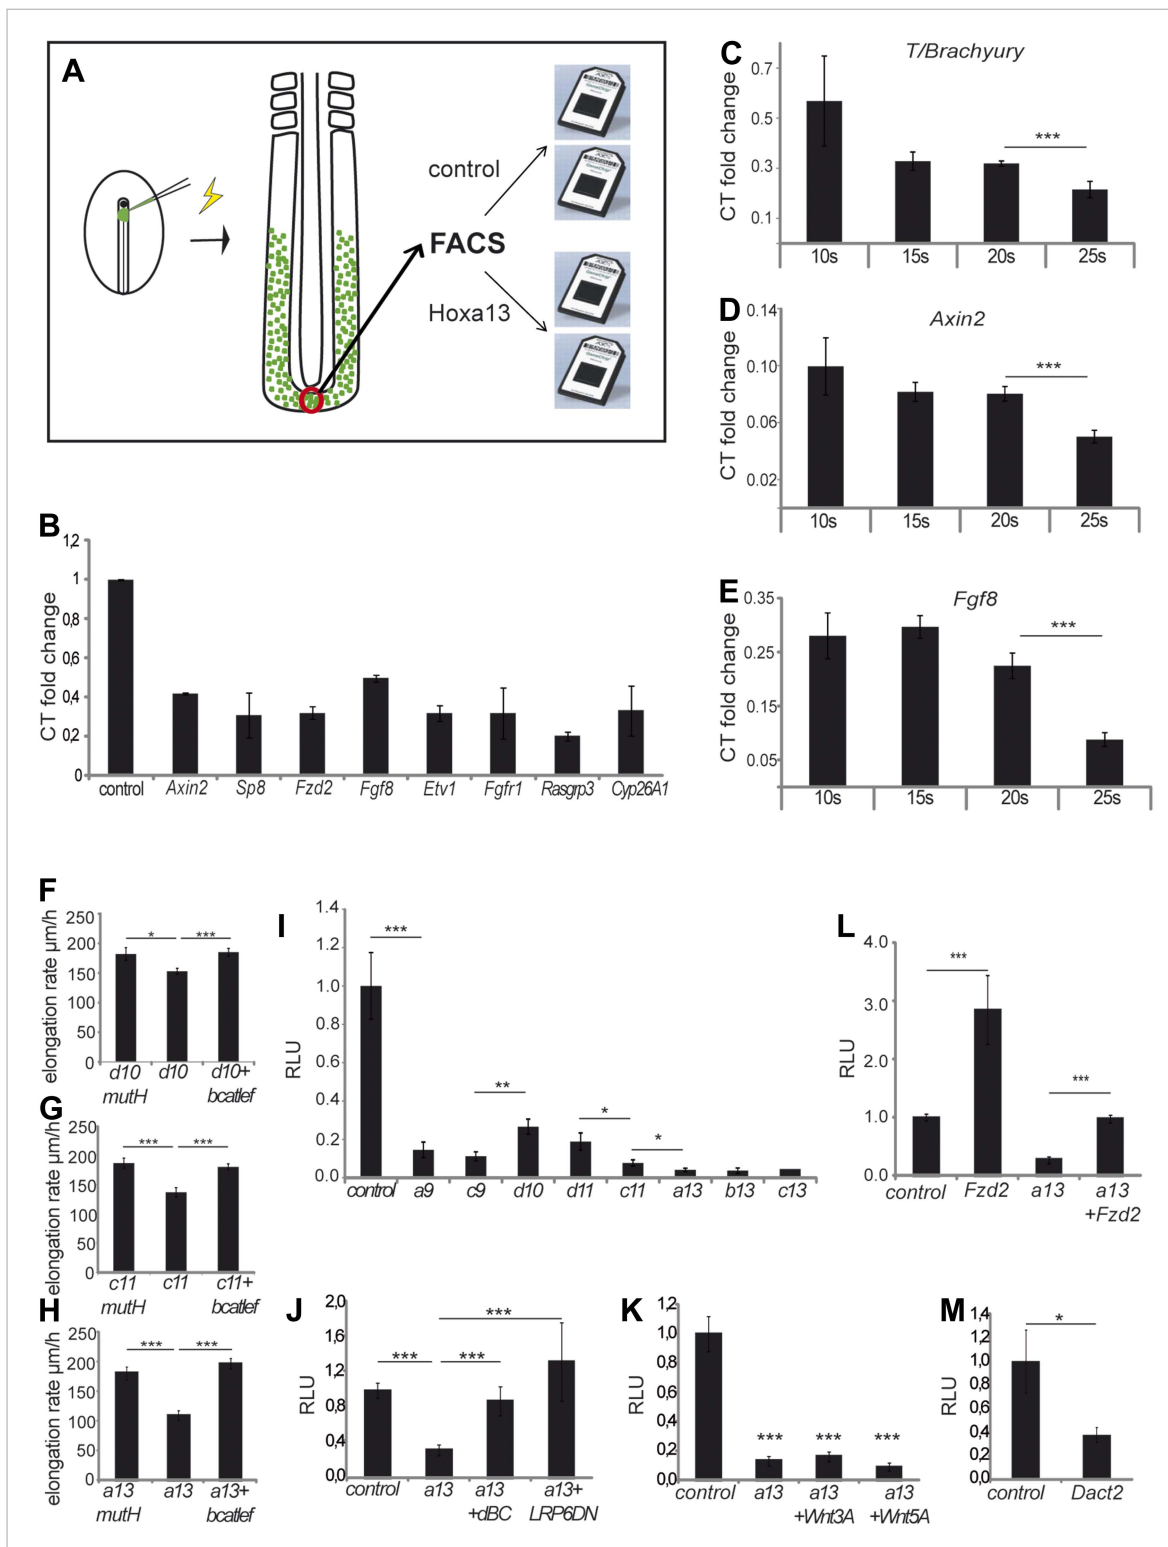 A
control
FACS
Hoxa13
B
CT fold change
1,2
1
0,8
0,6
0,4
0,2
0
control Axin2 Sp8 Fzd2 Fgf8 Etv1 Fgfr1 Rasgrp3 Cyp26A1
C
T/Brachyury
CT fold change
0.7
0.5
0.3
0.1
***
10s 15s 20s 25s
D
Axin2
CT fold change
0.14
0.10
0.06
0.02
***
10s 15s 20s 25s
E
Fgf8
CT fold change
0.35
0.25
0.15
0.05
***
10s 15s 20s 25s
F
elongation rate µm/h
250
200
150
100
50
0
* ***
d10 d10 d10+
mutH bcatlef
G
elongation rate µm/h
250
200
150
100
50
0
*** ***
c11 c11 c11+
mutH bcatlef
H
elongation rate µm/h
250
200
150
100
50
0
*** ***
a13 a13 a13+
mutH bcatlef
I
RLU
1.4
1.2
1.0
0.8
0.6
0.4
0.2
0.0
***
**
*
*
control a9 c9 d10 d11 c11 a13 b13 c13
J
RLU
2,0
1,6
1,2
0,8
0,4
0,0
***
*** ***
control a13 a13 a13+
+dBC LRP6DN
K
RLU
1,2
1,0
0,8
0,6
0,4
0,2
0,0
*** *** ***
control a13 a13 a13
+Wnt3A +Wnt5A
L
RLU
4.0
3.0
2.0
1.0
0.0
***
***
control Fzd2 a13 a13
+Fzd2
M
RLU
1,4
1,2
1,0
0,8
0,6
0,4
0,2
0,0
*
control Dact2